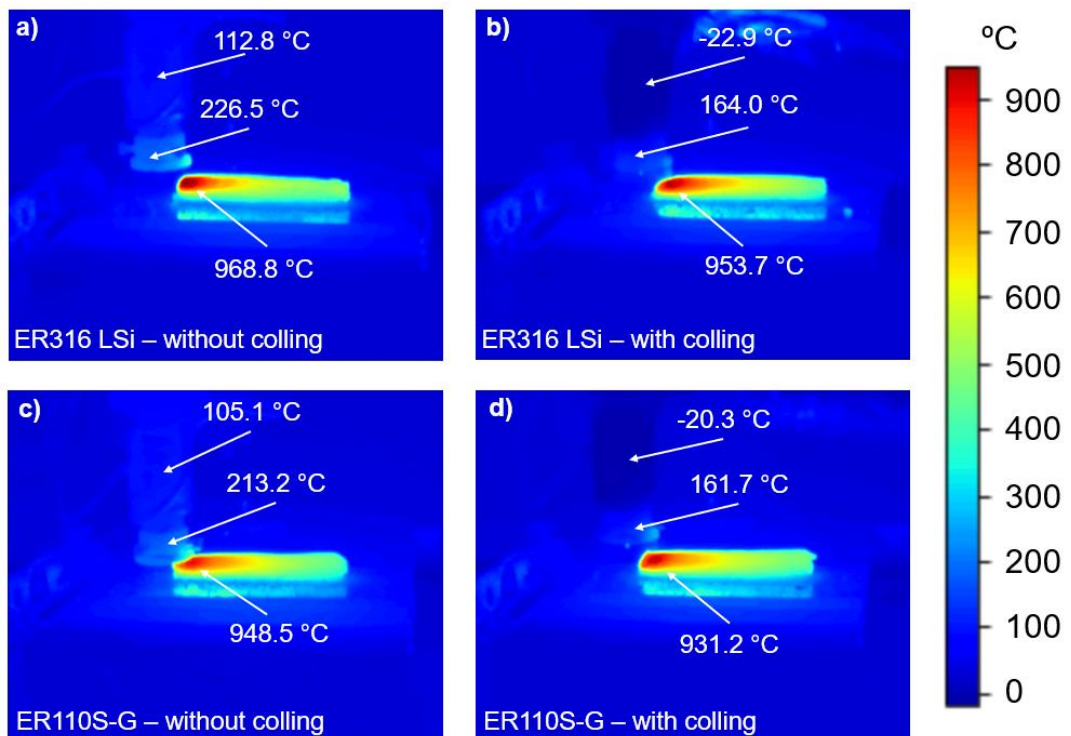 a)
112.8 °C
226.5 °C
968.8 °C
ER316 LSi – without colling
b)
-22.9 °C
164.0 °C
953.7 °C
ER316 LSi – with colling
c)
105.1 °C
213.2 °C
948.5 °C
ER110S-G – without colling
d)
-20.3 °C
161.7 °C
931.2 °C
ER110S-G – with colling
ºC
900
800
700
600
500
400
300
200
100
0